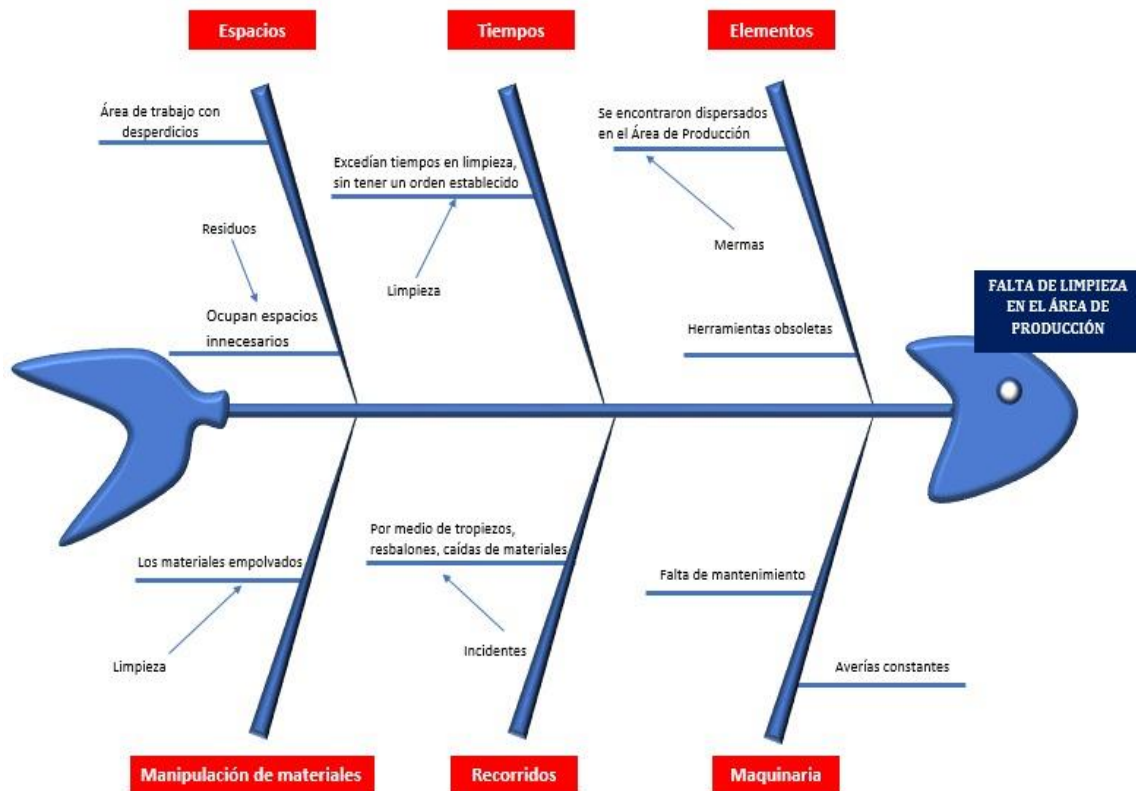 Espacios
Tiempos
Elementos
Área de trabajo con
desperdicios
Se encontraron dispersados
en el Área de Producción
Excedían tiempos en limpieza,
sin tener un orden establecido
Residuos
Mermas
Limpieza
Ocupan espacios
innecesarios
Herramientas obsoletas
FALTA DE LIMPIEZA
EN EL ÁREA DE
PRODUCCIÓN
Los materiales empolvados
Por medio de tropiezos,
resbalones, caídas de materiales
Falta de mantenimiento
Limpieza
Incidentes
Averías constantes
Manipulación de materiales
Recorridos
Maquinaria